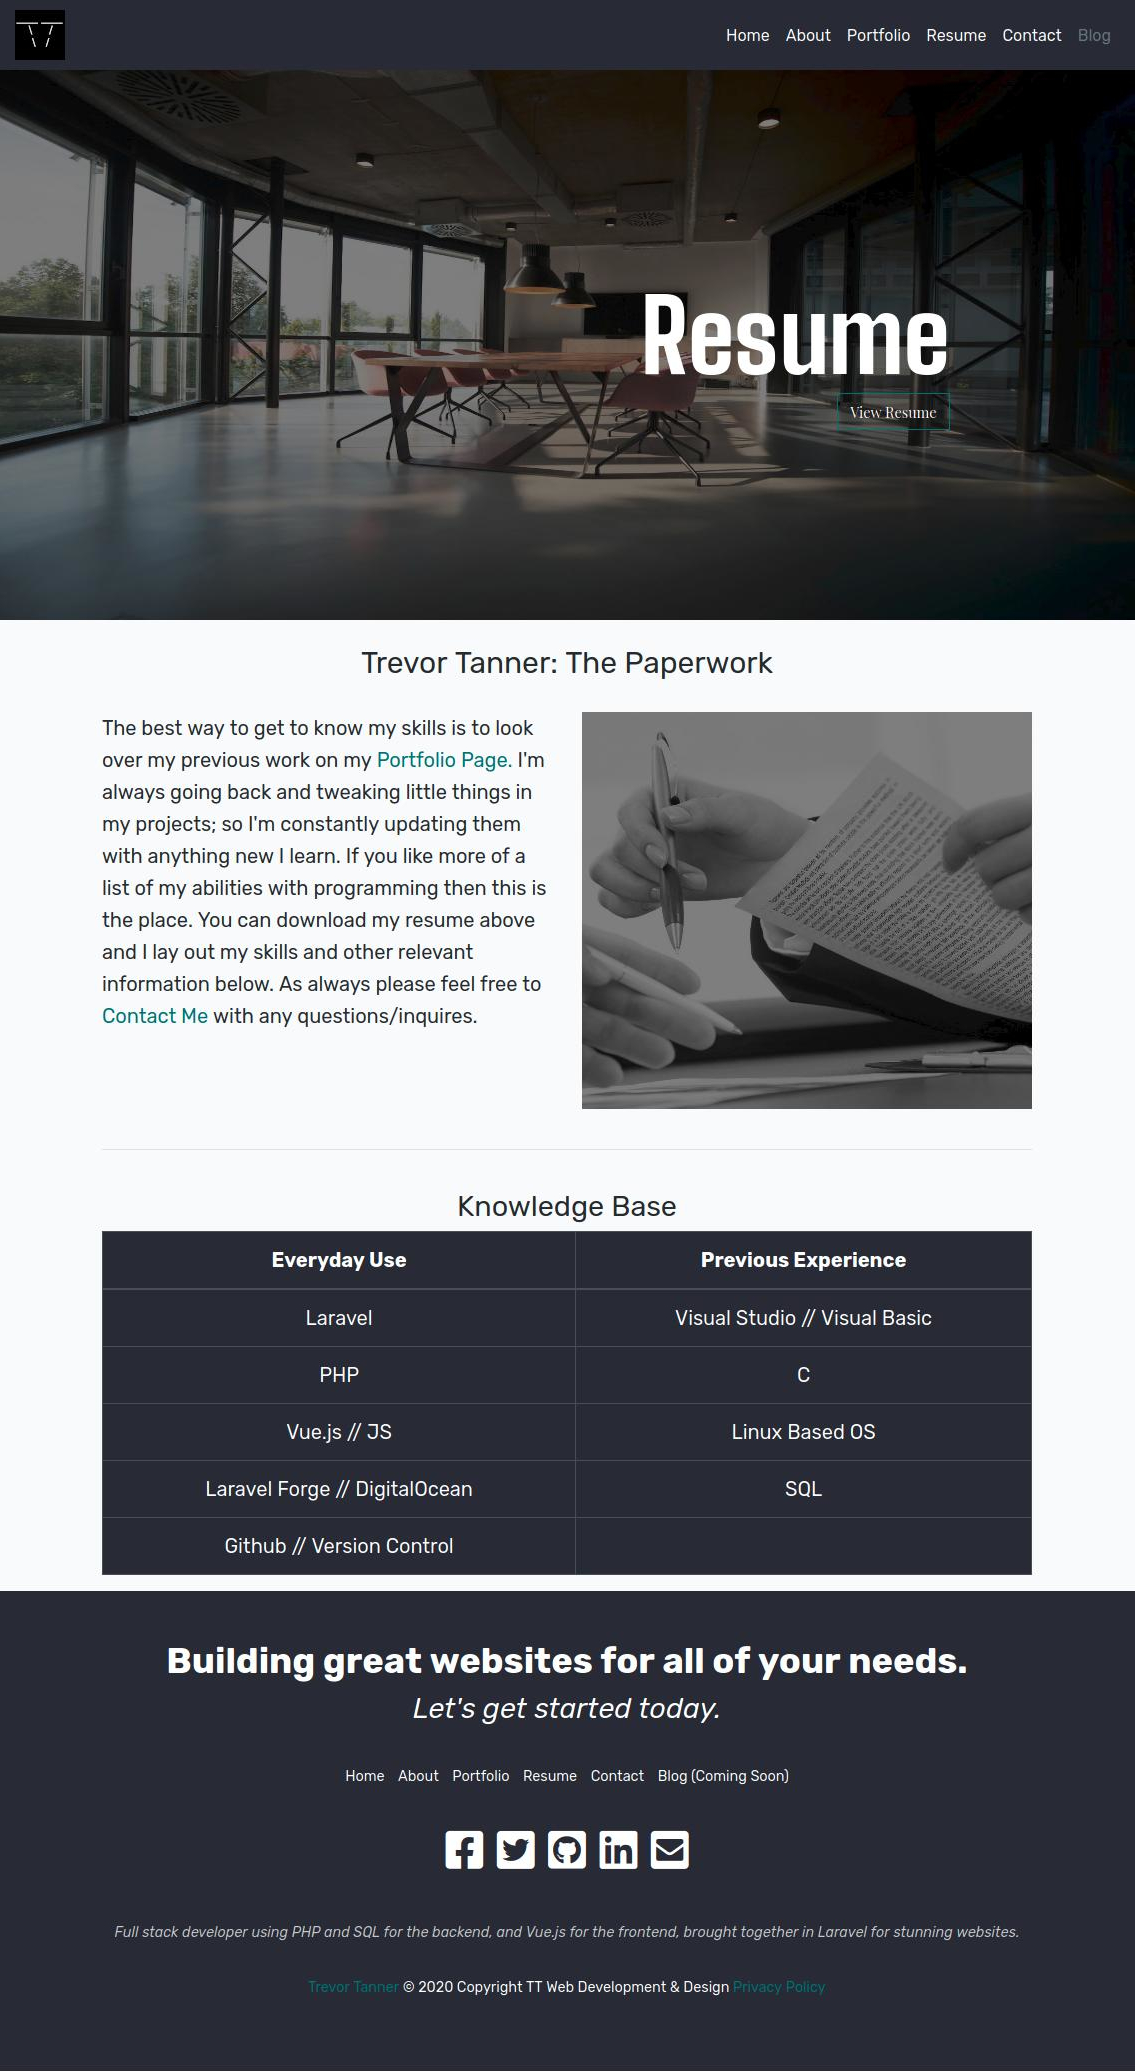 Home About Portfolio Resume Contact Blog
Resume
View Resume
Trevor Tanner: The Paperwork
The best way to get to know my skills is to look
over my previous work on my Portfolio Page. I'm
always going back and tweaking little things in
my projects; so I'm constantly updating them
with anything new I learn. If you like more of a
list of my abilities with programming then this is
the place. You can download my resume above
and I lay out my skills and other relevant
information below. As always please feel free to
Contact Me with any questions/inquires.
Knowledge Base
Everyday Use Previous Experience
Laravel Visual Studio // Visual Basic
PHP C
Vue.js // JS Linux Based OS
Laravel Forge // DigitalOcean SQL
Github // Version Control
Building great websites for all of your needs.
Let's get started today.
Home About Portfolio Resume Contact Blog (Coming Soon)
Full stack developer using PHP and SQL for the backend, and Vue.js for the frontend, brought together in Laravel for stunning websites.
Trevor Tanner © 2020 Copyright TT Web Development & Design Privacy Policy